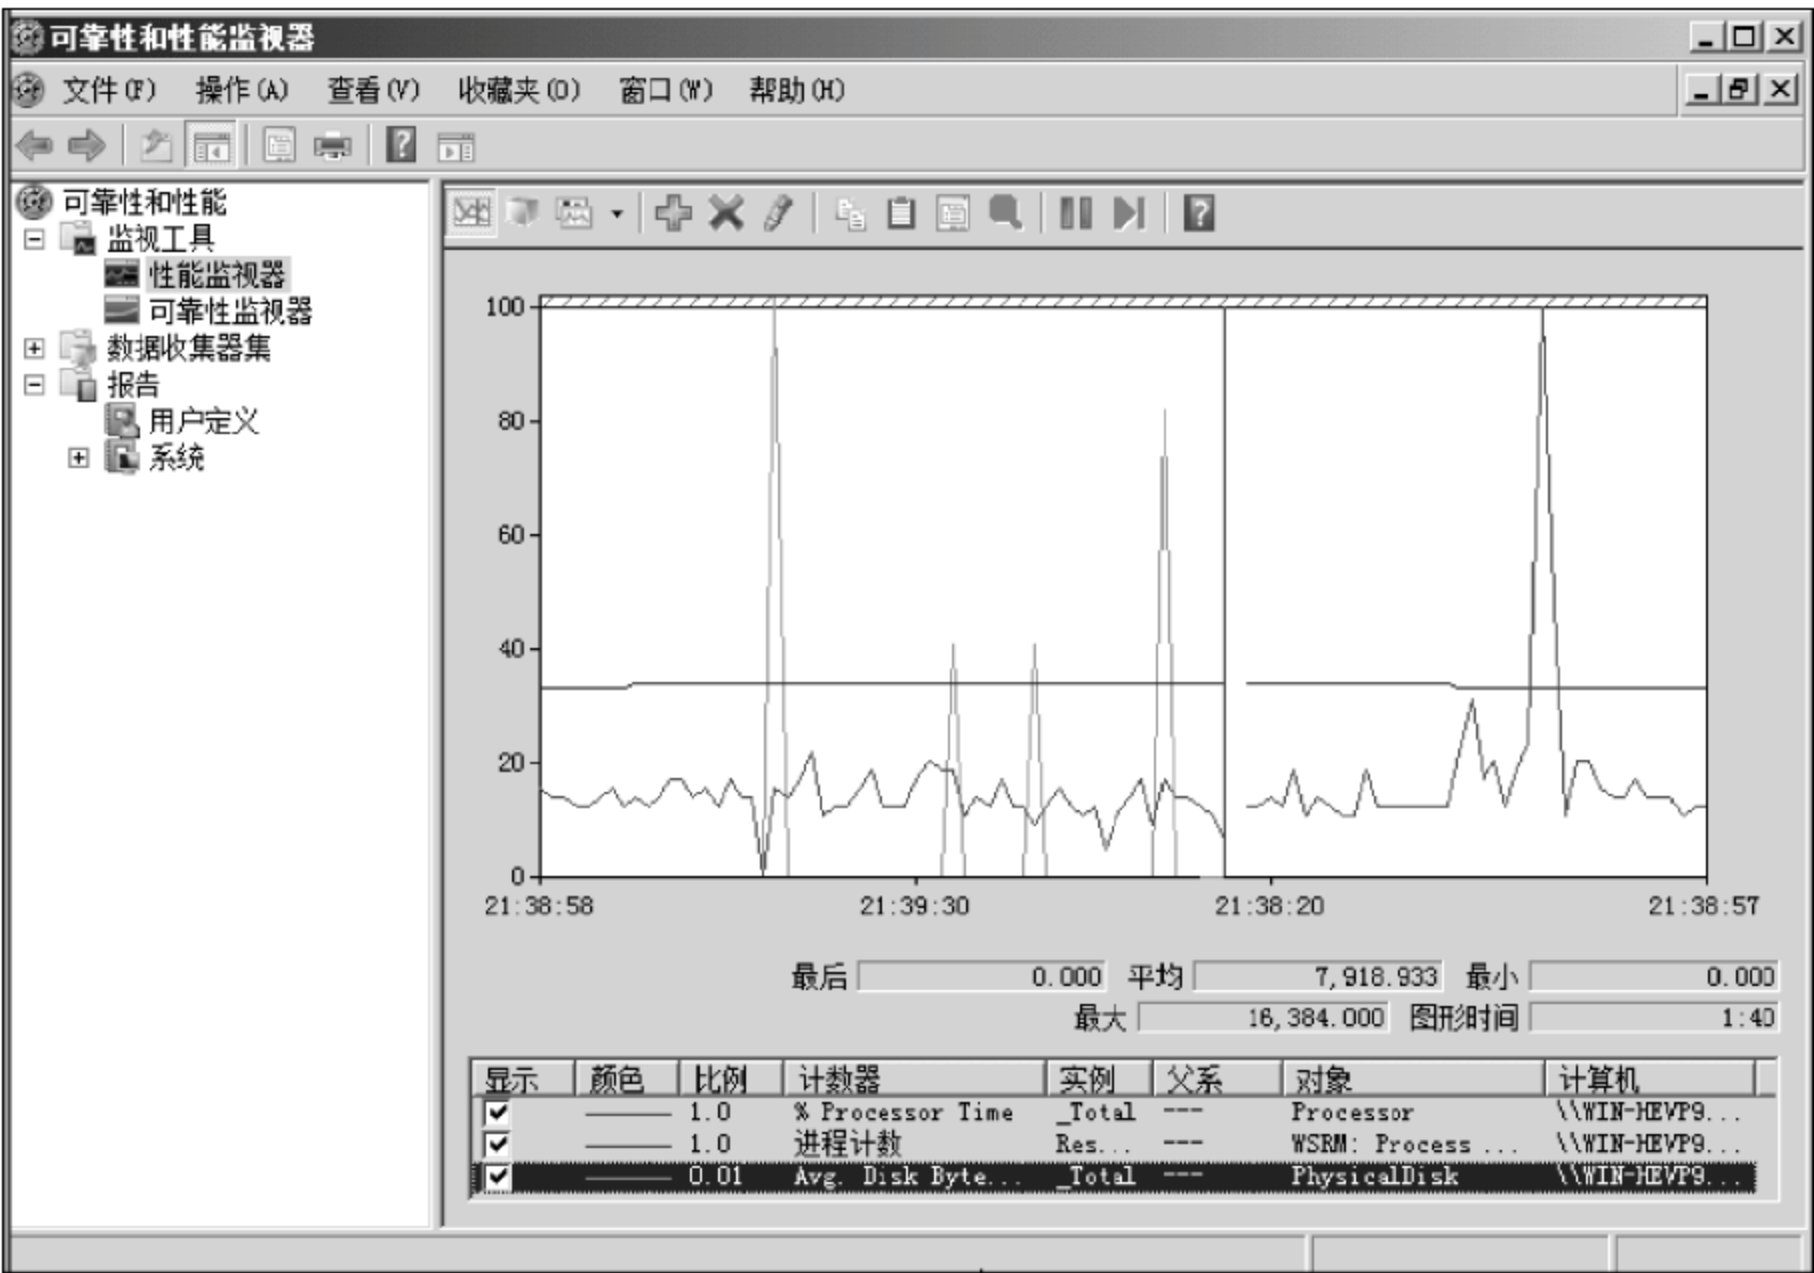 可靠性和性能监视器
文件(F) 操作(A) 查看(V) 收藏夹(O) 窗口(W) 帮助(H)
可靠性和性能
监视工具
性能监视器
可靠性监视器
数据收集器集
报告
用户定义
系统
100
80
60
40
20
0
21:38:58 21:39:30 21:38:20 21:38:57
最后 0.000 平均 7,918.933 最小 0.000
最大 16,384.000 图形时间 1:40
显示 颜色 比例 计数器 实例 父系 对象 计算机
1.0 % Processor Time _Total --- Processor \\WIN-HEVP9...
1.0 进程计数 Res... --- WSRM: Process ... \\WIN-HEVP9...
0.01 Avg. Disk Byte... _Total --- PhysicalDisk \\WIN-HEVP9...